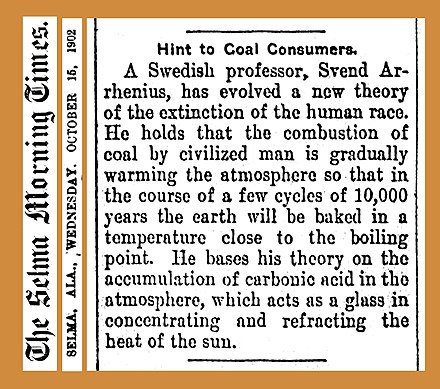 The Selma Morning Times.
SELMA, ALA., WEDNESDAY. OCTOBER 15, 1902
Hint to Coal Consumers.
A Swedish professor, Svend Ar-
rhenius, has evolved a new theory
of the extinction of the human race.
He holds that the combustion of
coal by civilized man is gradually
warming the atmosphere so that in
the course of a few cycles of 10,000
years the earth will be baked in a
temperature close to the boiling
point. He bases his theory on the
accumulation of carbonic acid in the
atmosphere, which acts as a glass in
concentrating and refracting the
heat of the sun.